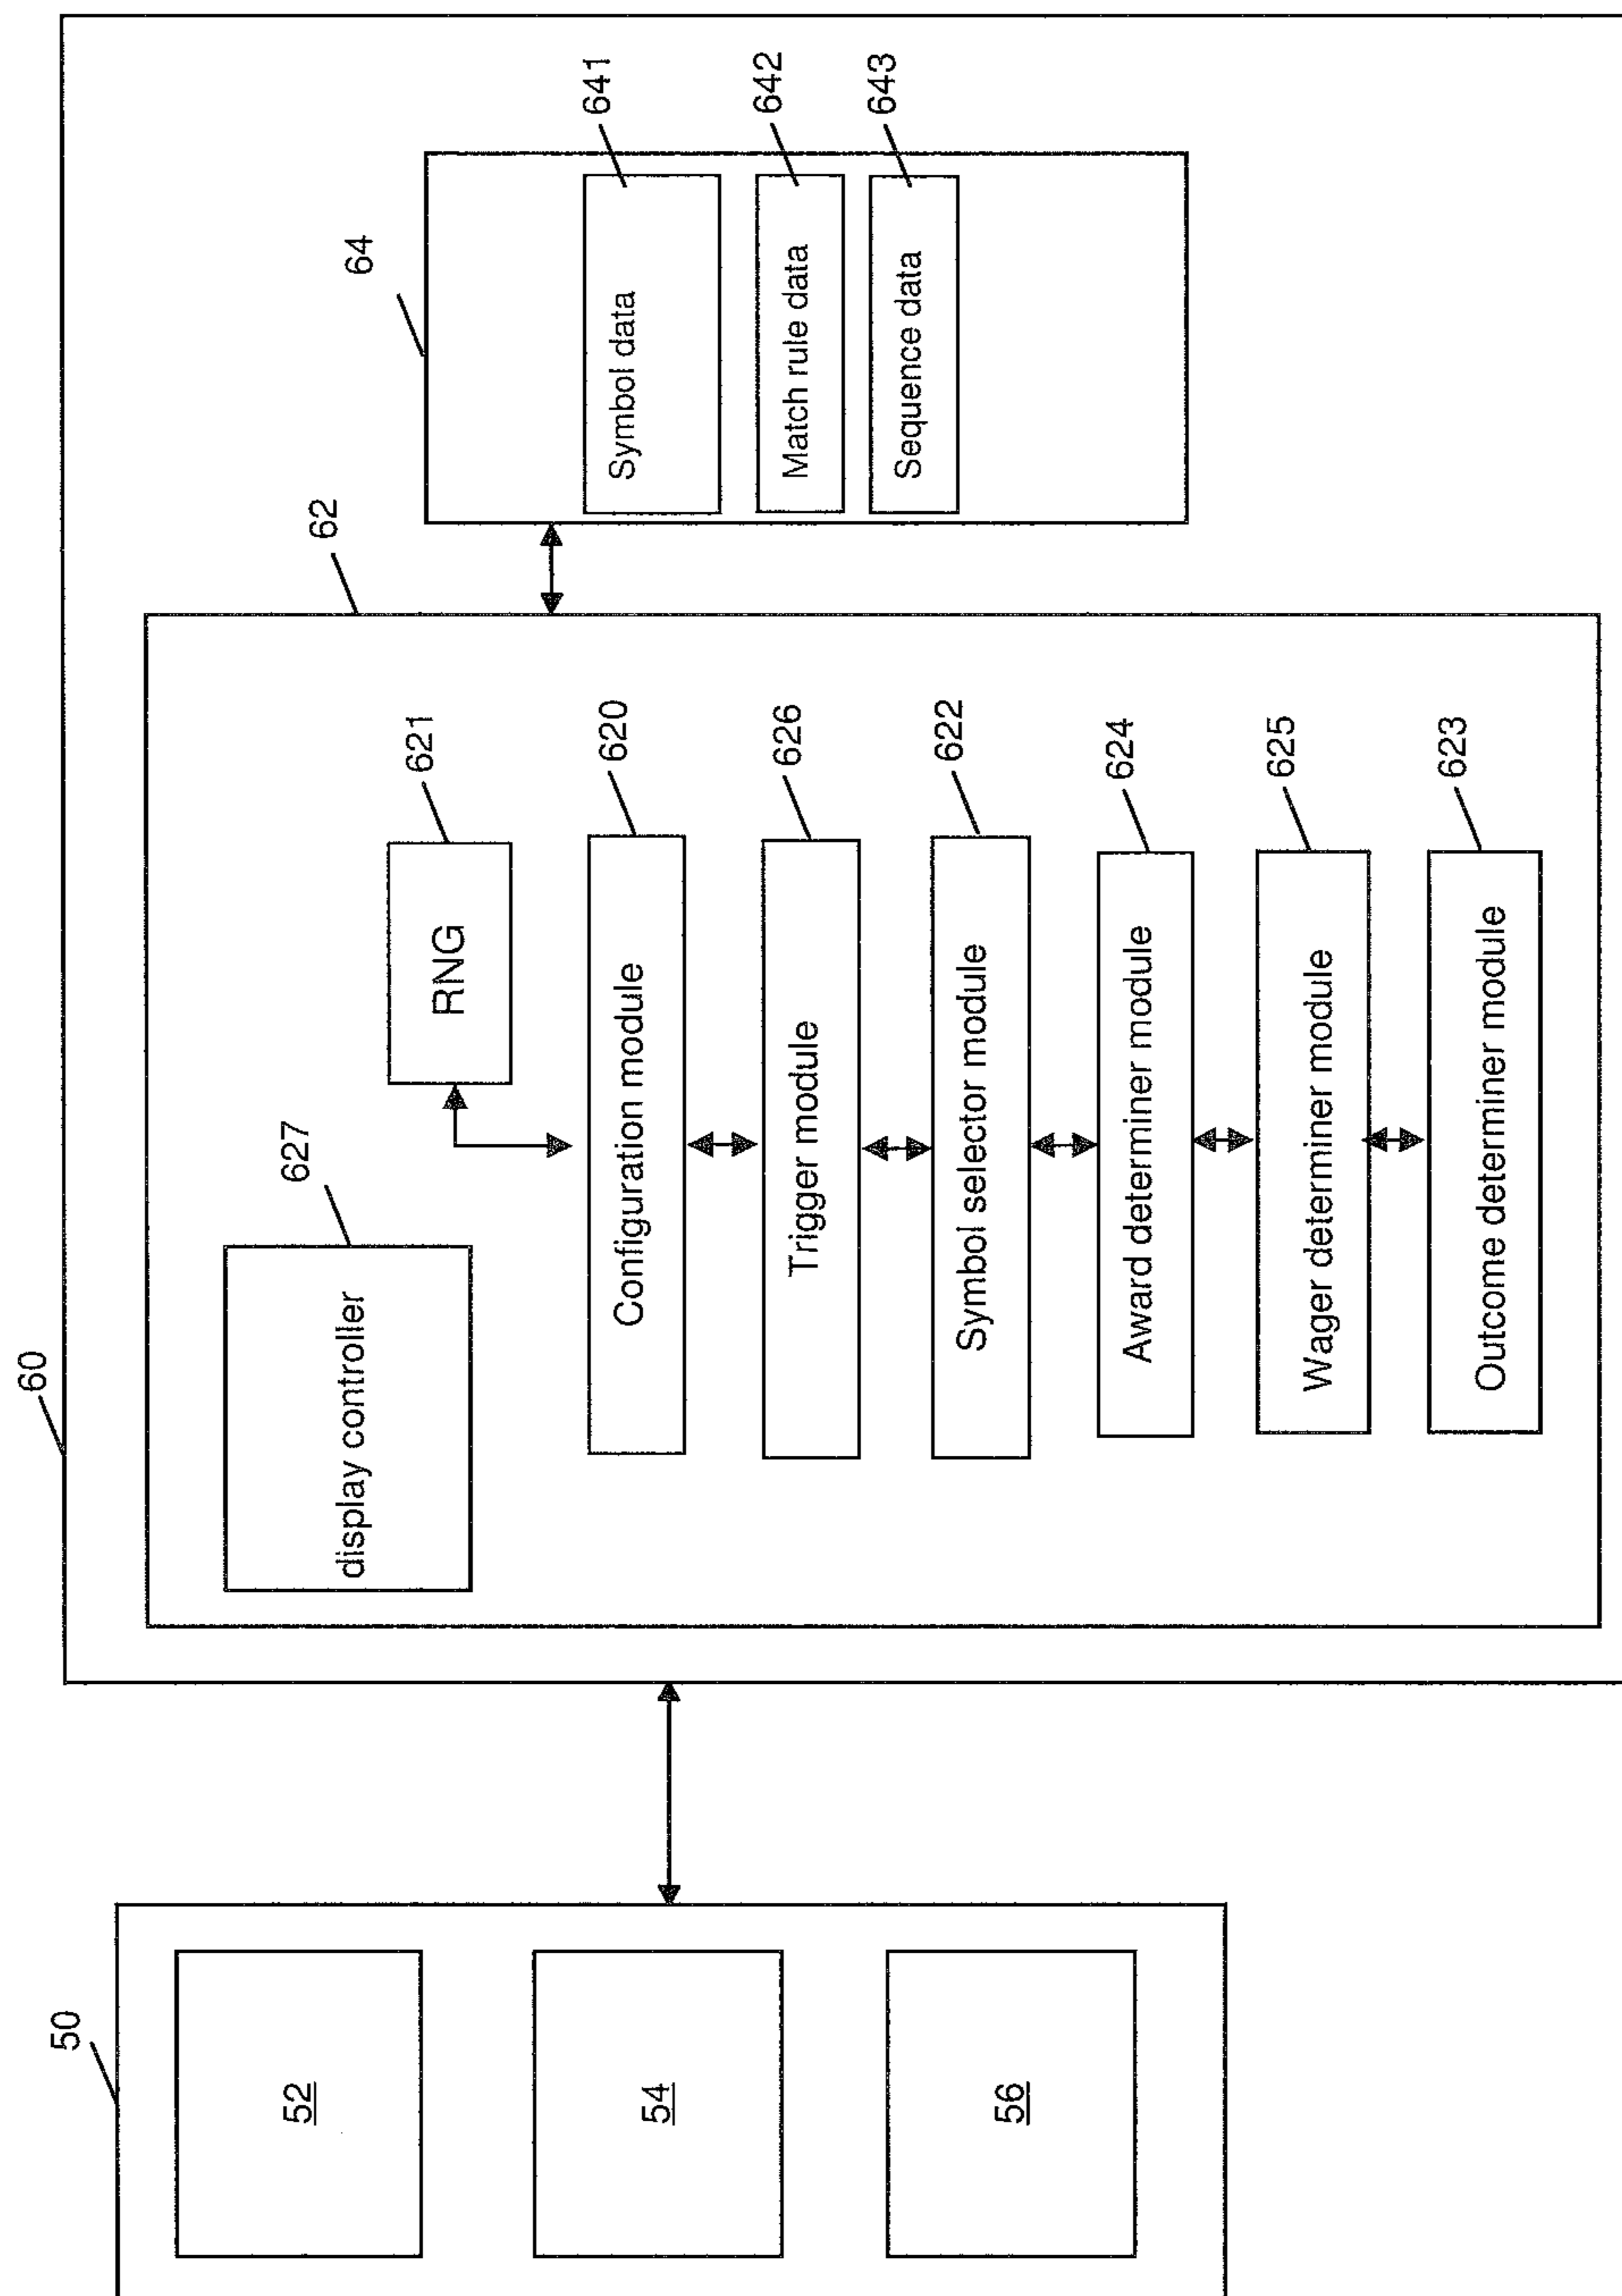 60
50
52
54
56
62
627
display controller
621
RNG
620
Configuration module
626
Trigger module
622
Symbol selector module
624
Award determiner module
625
Wager determiner module
623
Outcome determiner module
64
641
Symbol data
642
Match rule data
643
Sequence data